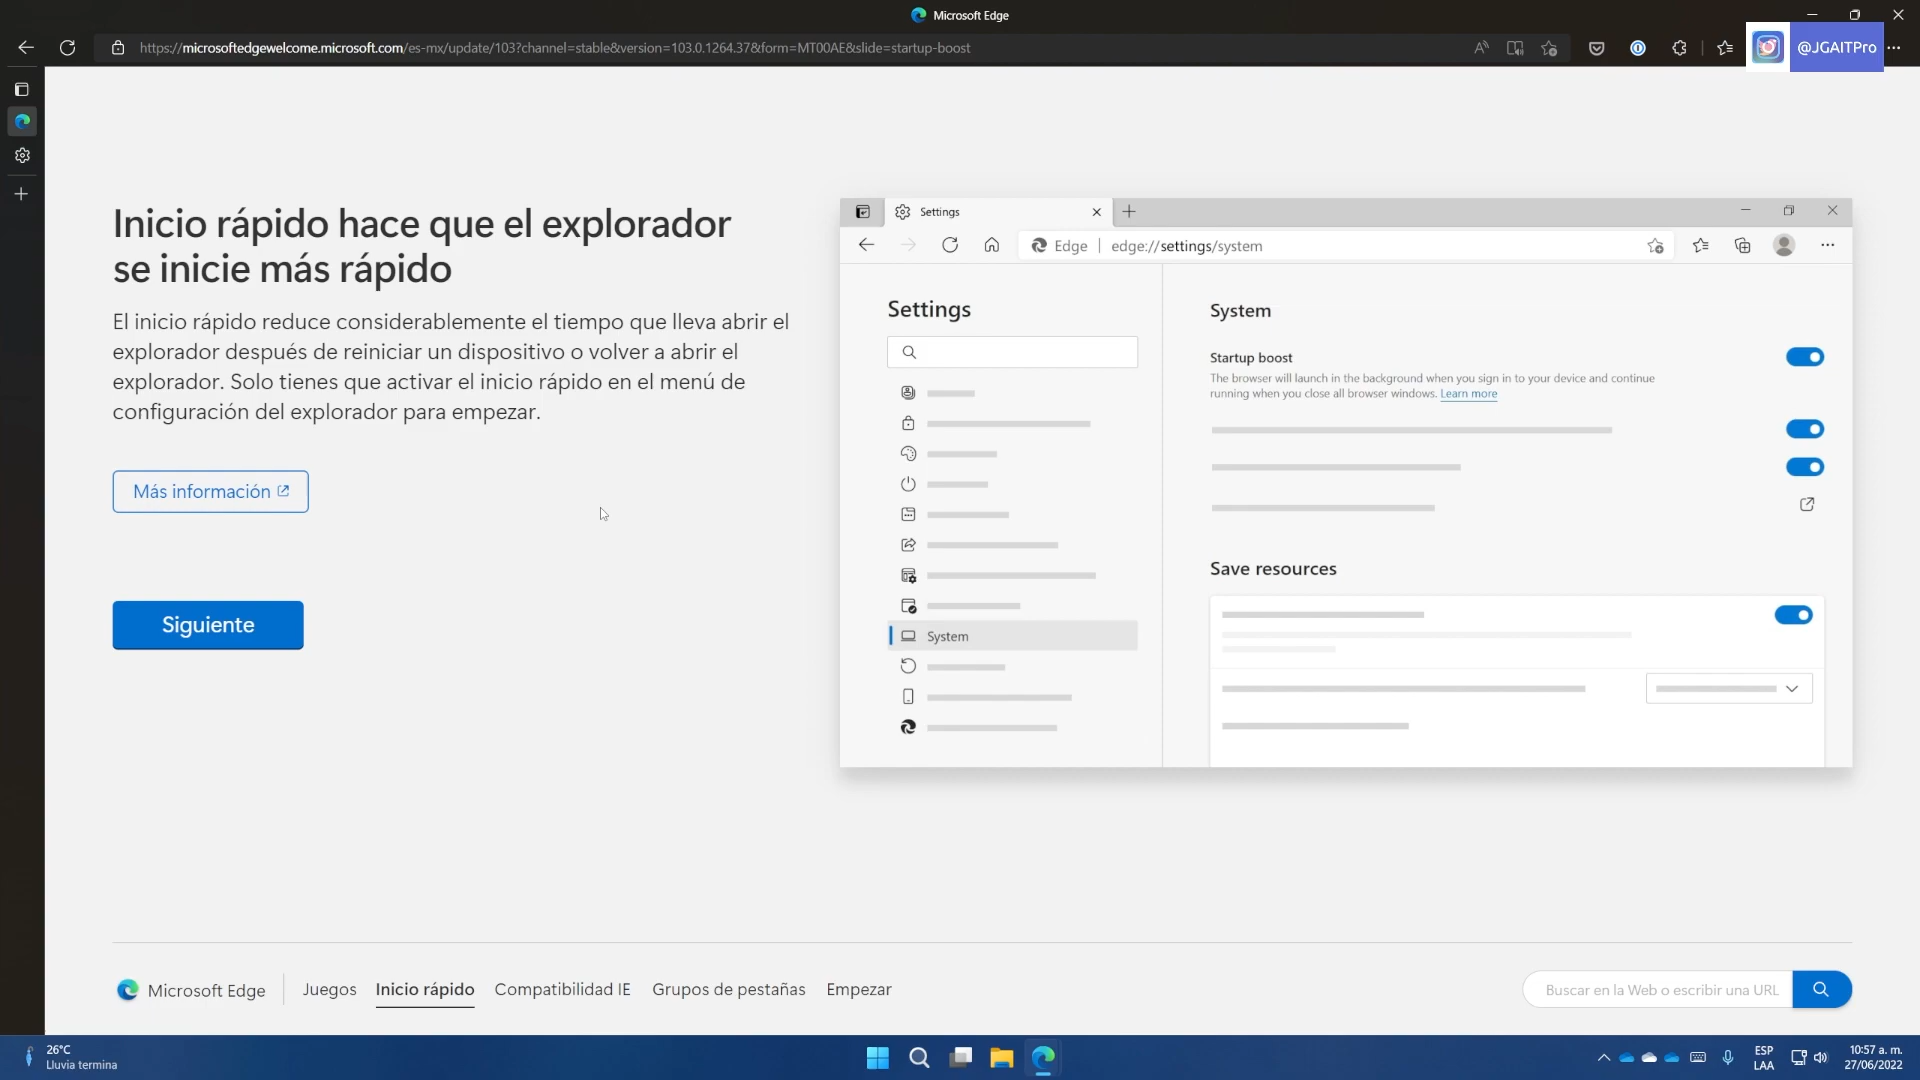 Microsoft Edge
https://microsoftedgewelcome.microsoft.com/es-mx/update/103?channel=stable&version=103.0.1264.37&form=MT00AE&slide=startup-boost
@JGAITPro
Inicio rápido hace que el explorador
se inicie más rápido
El inicio rápido reduce considerablemente el tiempo que lleva abrir el
explorador después de reiniciar un dispositivo o volver a abrir el
explorador. Solo tienes que activar el inicio rápido en el menú de
configuración del explorador para empezar.
Más información
Siguiente
Settings
Edge | edge://settings/system
Settings
System
System
Startup boost
The browser will launch in the background when you sign in to your device and continue
running when you close all browser windows. Learn more
Save resources
Microsoft Edge
Juegos
Inicio rápido
Compatibilidad IE
Grupos de pestañas
Empezar
Buscar en la Web o escribir una URL
26°C
Lluvia termina
ESP
LAA
10:57 a. m.
27/06/2022